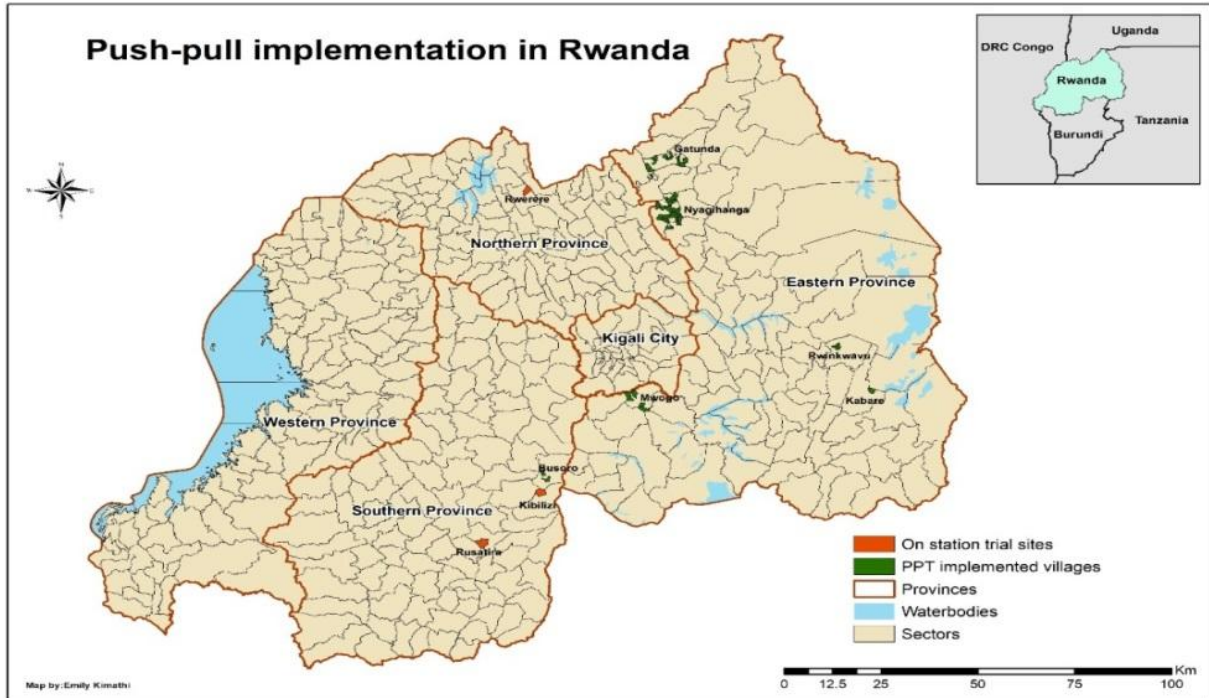 Push-pull implementation in Rwanda
DRC Congo
Uganda
Rwanda
Tanzania
Burundi
Gatunda
Rwerere
Nyagihanga
Northern Province
Eastern Province
Kigali City
Rwinkwavu
Kabare
Mwogo
Western Province
Busoro
Kibilizi
Southern Province
Rusatira
On station trial sites
PPT implemented villages
Provinces
Waterbodies
Sectors
Km
0 12.5 25 50 75 100
Map by:Emily Kimathi